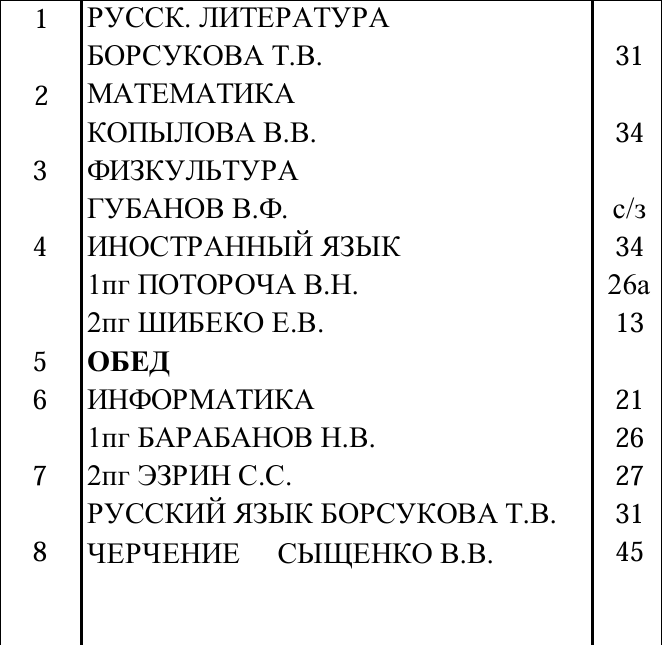 1 РУССК. ЛИТЕРАТУРА
БОРСУКОВА Т.В. 31
2 МАТЕМАТИКА
КОПЫЛОВА В.В. 34
3 ФИЗКУЛЬТУРА
ГУБАНОВ В.Ф. с/з
4 ИНОСТРАННЫЙ ЯЗЫК 34
1пг ПОТОРОЧА В.Н. 26а
2пг ШИБЕКО Е.В. 13
5 ОБЕД
6 ИНФОРМАТИКА 21
1пг БАРАБАНОВ Н.В. 26
7 2пг ЭЗРИН С.С. 27
РУССКИЙ ЯЗЫК БОРСУКОВА Т.В. 31
8 ЧЕРЧЕНИЕ СЫЩЕНКО В.В. 45